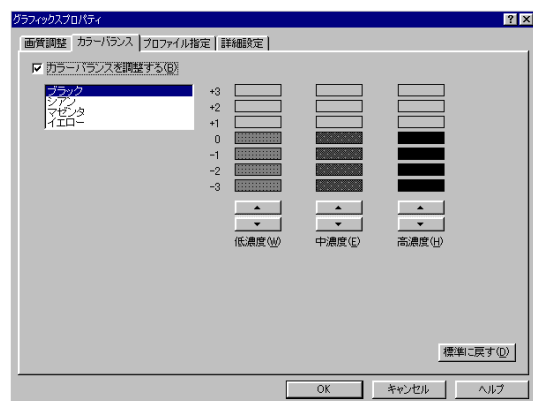 グラフィックスプロパティ
画質調整 カラーバランス プロファイル指定 詳細設定
カラーバランスを調整する(B)
ブラック
シアン
マゼンタ
イエロー
+3
+2
+1
0
-1
-2
-3
低濃度(W) 中濃度(E) 高濃度(H)
標準に戻す(D)
OK キャンセル ヘルプ